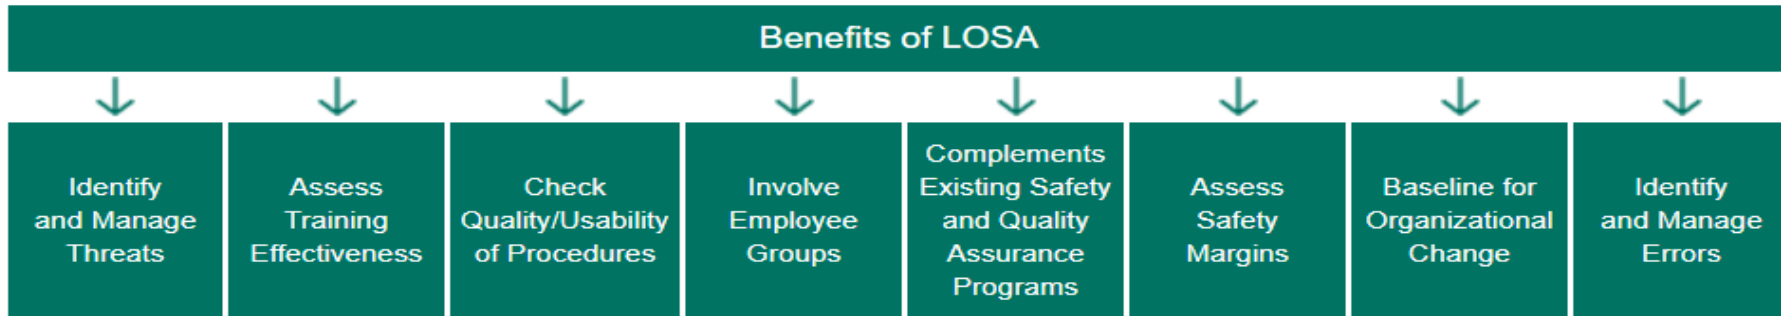 Benefits of LOSA
Identify
and Manage
Threats
Assess
Training
Effectiveness
Check
Quality/Usability
of Procedures
Involve
Employee
Groups
Complements
Existing Safety
and Quality
Assurance
Programs
Assess
Safety
Margins
Baseline for
Organizational
Change
Identify
and Manage
Errors